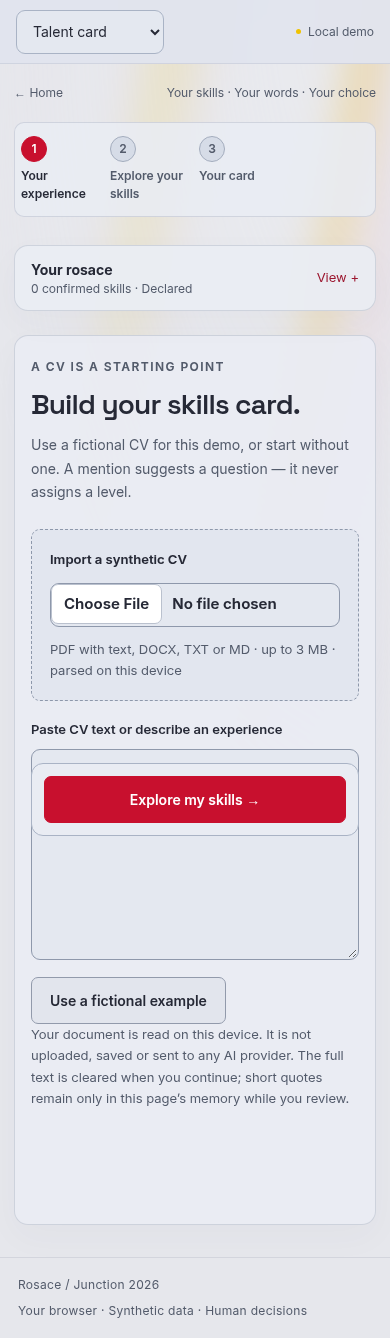 Talent card
Local demo
← Home
Your skills · Your words · Your choice
1
2
3
Your experience
Explore your skills
Your card
Your rosace
0 confirmed skills · Declared
View +
A CV IS A STARTING POINT
Build your skills card.
Use a fictional CV for this demo, or start without
one. A mention suggests a question — it never
assigns a level.
Import a synthetic CV
Choose File No file chosen
PDF with text, DOCX, TXT or MD · up to 3 MB ·
parsed on this device
Paste CV text or describe an experience
Explore my skills →
Use a fictional example
Your document is read on this device. It is not
uploaded, saved or sent to any AI provider. The full
text is cleared when you continue; short quotes
remain only in this page’s memory while you review.
Rosace / Junction 2026
Your browser · Synthetic data · Human decisions